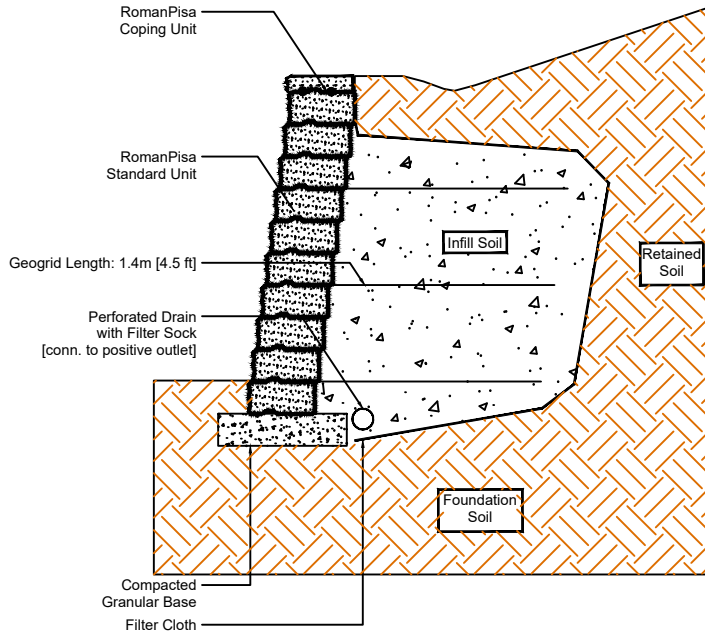 RomanPisa
Coping Unit
RomanPisa
Standard Unit
Infill Soil
Retained
Soil
Geogrid Length: 1.4m [4.5 ft]
Perforated Drain
with Filter Sock
[conn. to positive outlet]
Foundation
Soil
Compacted
Granular Base
Filter Cloth